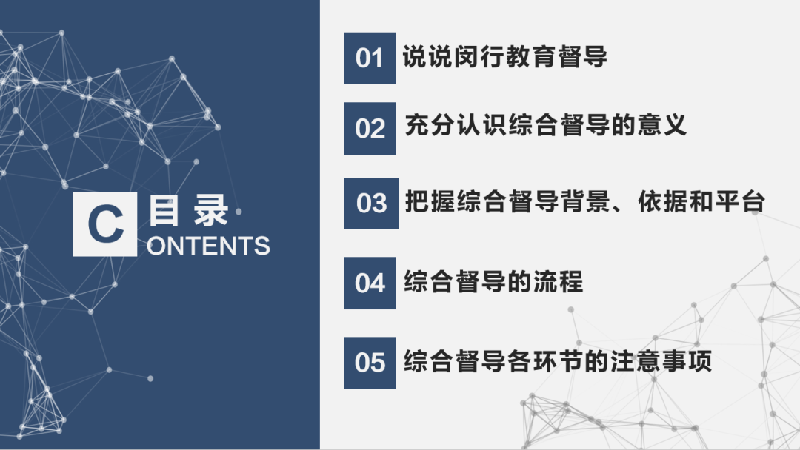 目录
CONTENTS
01 说说闵行教育督导
02 充分认识综合督导的意义
03 把握综合督导背景、依据和平台
04 综合督导的流程
05 综合督导各环节的注意事项